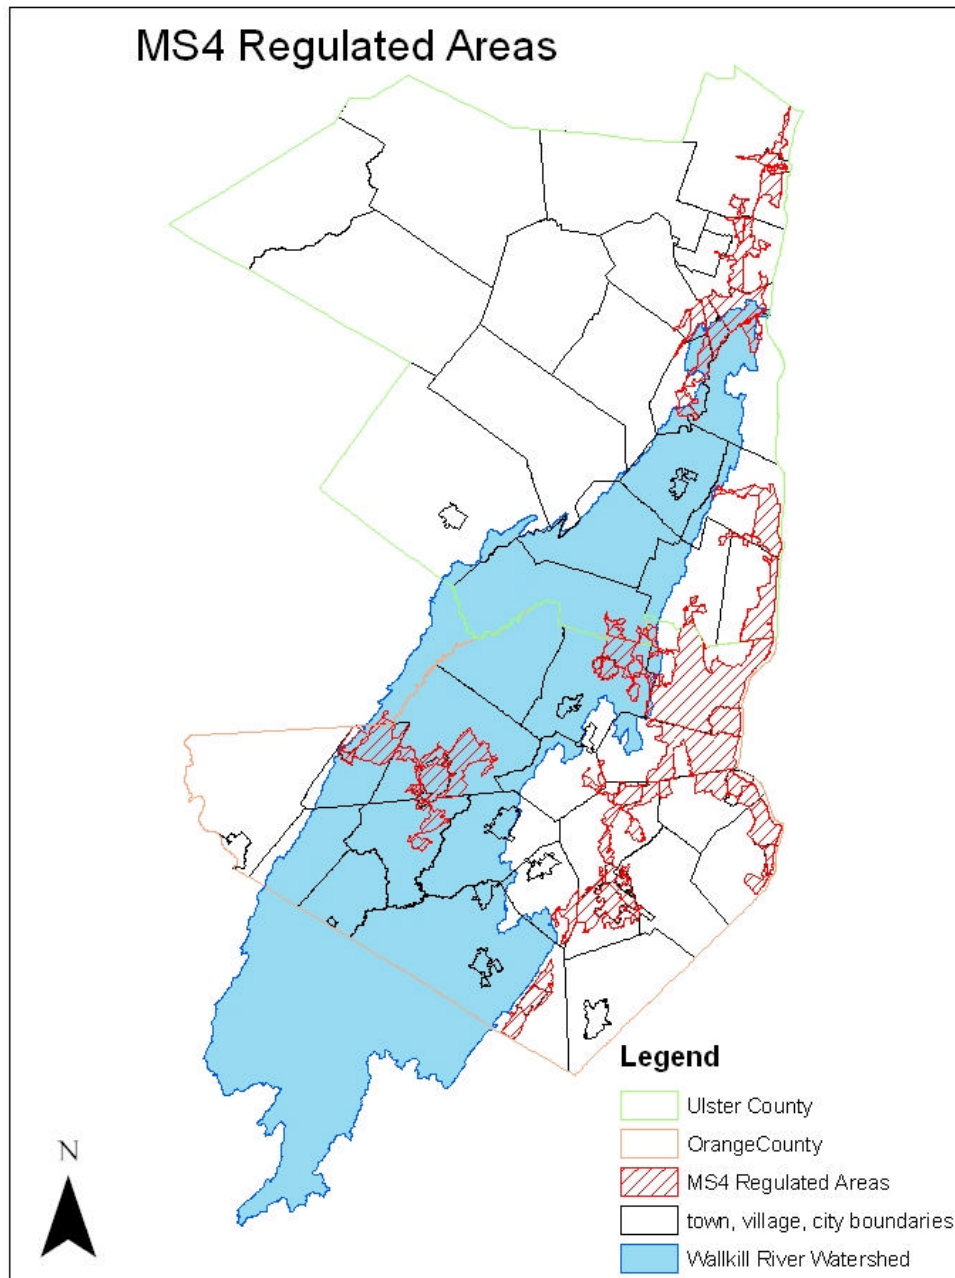 MS4 Regulated Areas
Legend
Ulster County
OrangeCounty
MS4 Regulated Areas
town, village, city boundaries
Wallkill River Watershed
N